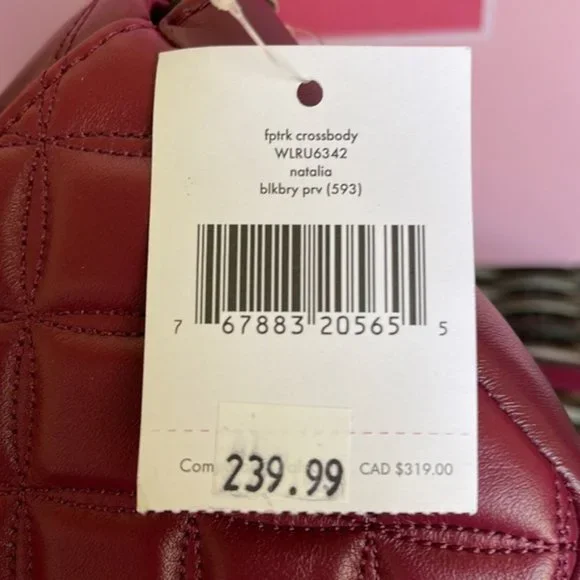 fptrk crossbody
WLRU6342
natalia
blkbry prv (593)
7 67883 20565 5
Com 239.99 CAD $319.00